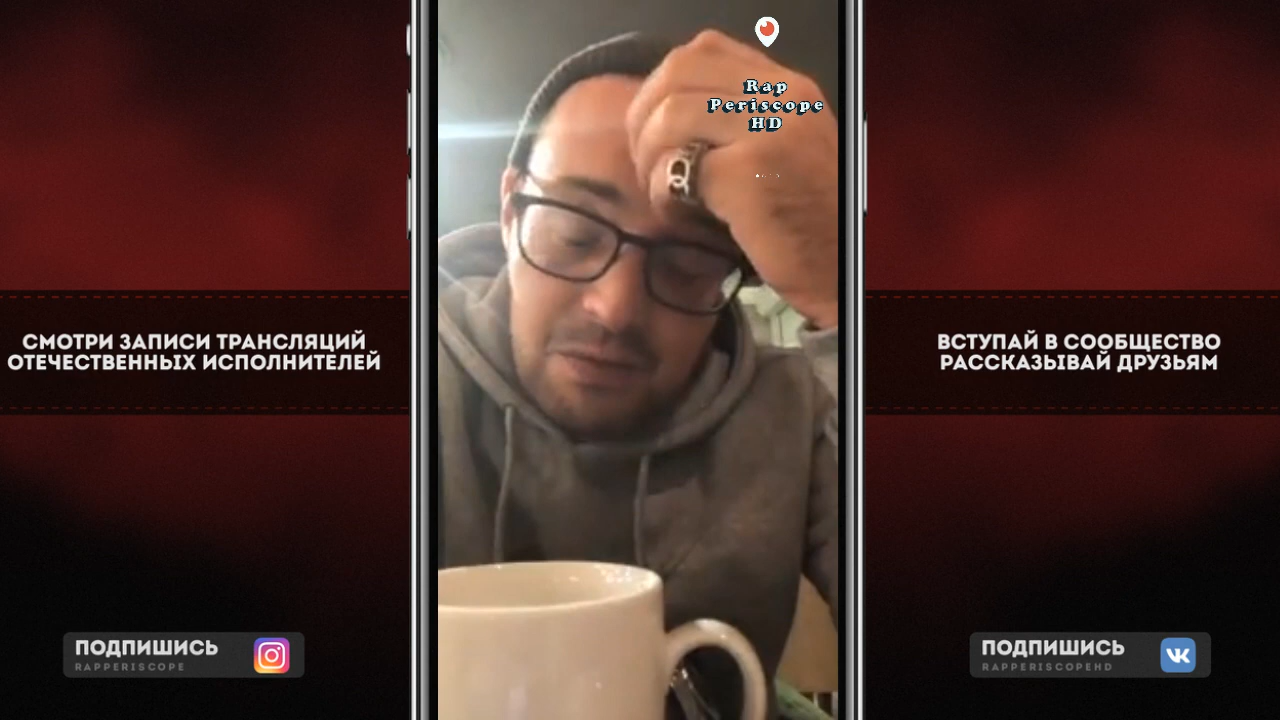 Rap
Periscope
HD
СМОТРИ ЗАПИСИ ТРАНСЛЯЦИЙ
ОТЕЧЕСТВЕННЫХ ИСПОЛНИТЕЛЕЙ
ВСТУПАЙ В СООБЩЕСТВО
РАССКАЗЫВАЙ ДРУЗЬЯМ
ПОДПИШИСЬ
RAPPERISCOPE
ПОДПИШИСЬ
RAPPERISCOPEHD